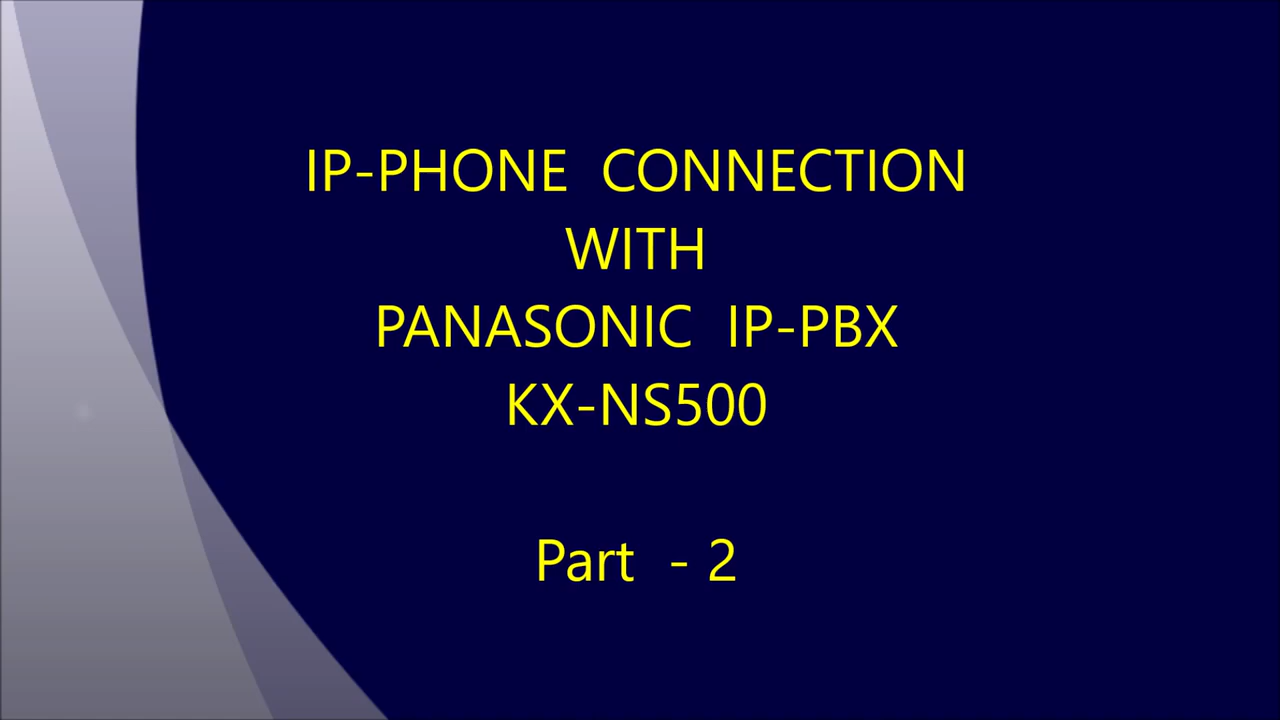 IP-PHONE CONNECTION
WITH
PANASONIC IP-PBX
KX-NS500
Part - 2